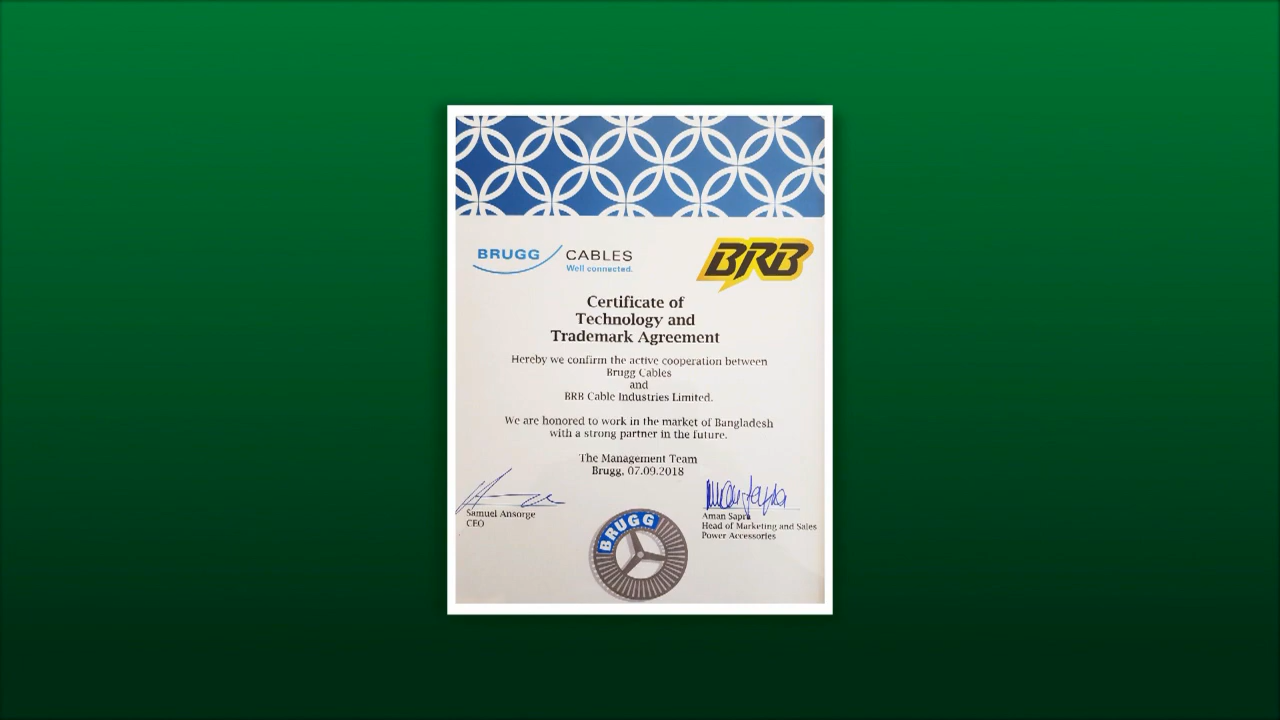 BRUGG CABLES
Well connected.
BRB
Certificate of
Technology and
Trademark Agreement
Hereby we confirm the active cooperation between
Brugg Cables
and
BRB Cable Industries Limited.
We are honored to work in the market of Bangladesh
with a strong partner in the future.
The Management Team
Brugg, 07.09.2018
Samuel Ansorge
CEO
Aman Sapra
Head of Marketing and Sales
Power Accessories
BRUGG